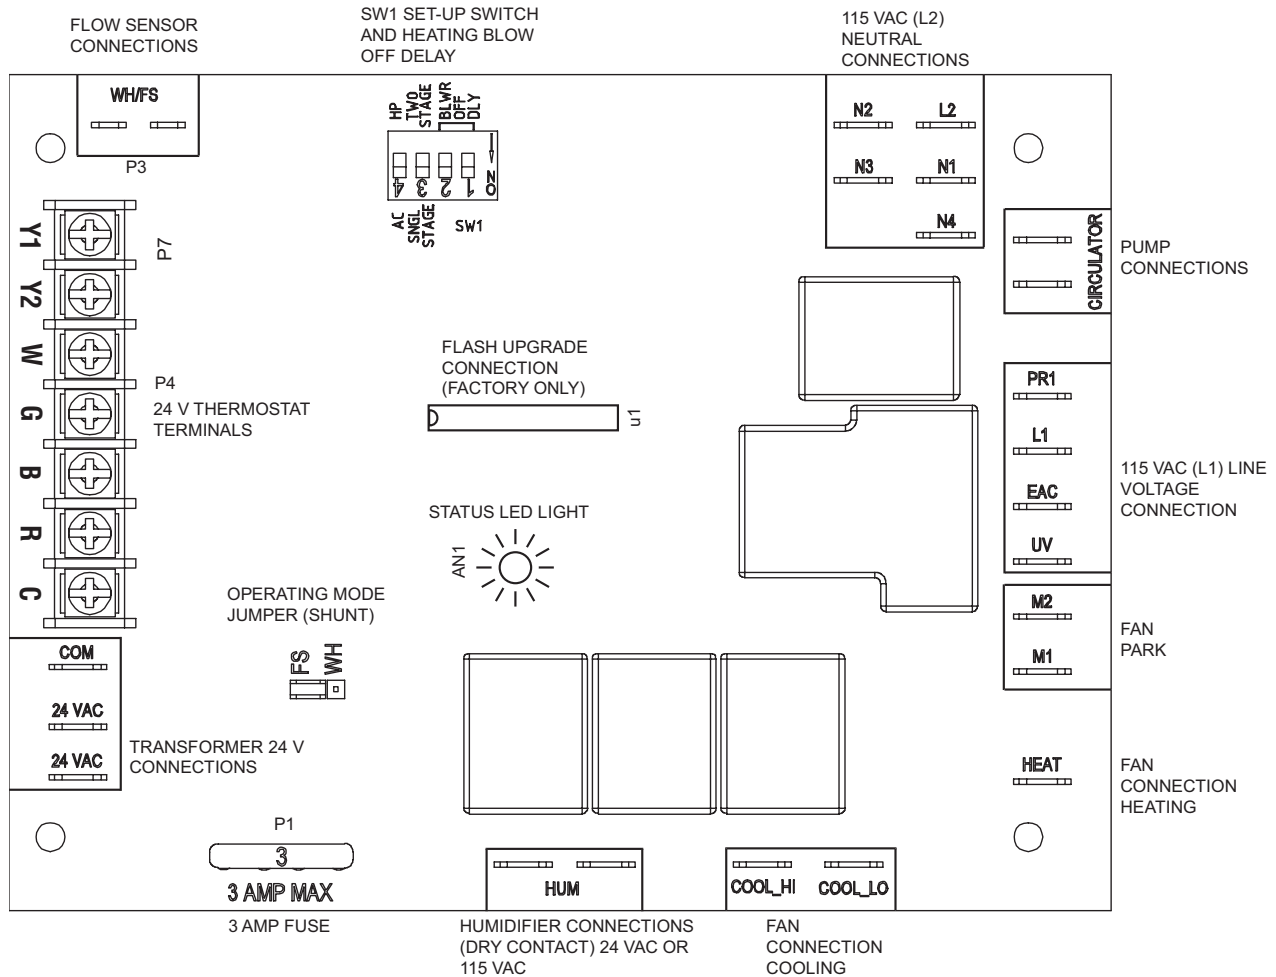 FLOW SENSOR
CONNECTIONS
SW1 SET-UP SWITCH
AND HEATING BLOW
OFF DELAY
115 VAC (L2)
NEUTRAL
CONNECTIONS
WH/FS
P3
HP
TWO
STAGE
BLWR
OFF
DLY
4
3
2
1
ON
AC
SNGL
STAGE
SW1
N2
L2
N3
N1
N4
CIRCULATOR
PUMP
CONNECTIONS
Y1
P7
Y2
W
G
B
R
C
P4
24 V THERMOSTAT
TERMINALS
FLASH UPGRADE
CONNECTION
(FACTORY ONLY)
u1
PR1
L1
EAC
UV
115 VAC (L1) LINE
VOLTAGE
CONNECTION
STATUS LED LIGHT
AN1
OPERATING MODE
JUMPER (SHUNT)
FS
WH
M2
M1
FAN
PARK
COM
24 VAC
24 VAC
TRANSFORMER 24 V
CONNECTIONS
HEAT
FAN
CONNECTION
HEATING
P1
3
3 AMP MAX
3 AMP FUSE
HUM
HUMIDIFIER CONNECTIONS
(DRY CONTACT) 24 VAC OR
115 VAC
COOL_HI
COOL_LO
FAN
CONNECTION
COOLING